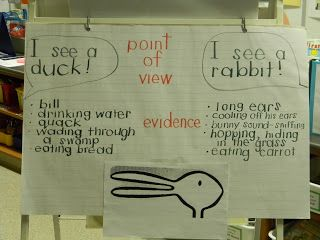 I see a
duck!
point
of
view
I see a
rabbit!
• bill
• drinking water
• quack
• wading through
a swamp
• eating bread
evidence
• long ears
• cooling off his ears
• bunny sound-sniffing
• hopping, hiding
in the grass
• eating carrot